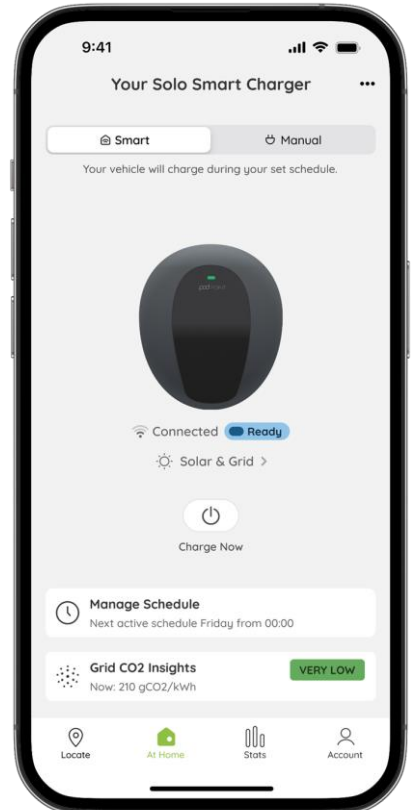 9:41
Your Solo Smart Charger
Smart
Manual
Your vehicle will charge during your set schedule.
Connected
Ready
Solar & Grid >
Charge Now
Manage Schedule
Next active schedule Friday from 00:00
Grid CO2 Insights
VERY LOW
Now: 210 gCO2/kWh
Locate
At Home
Stats
Account